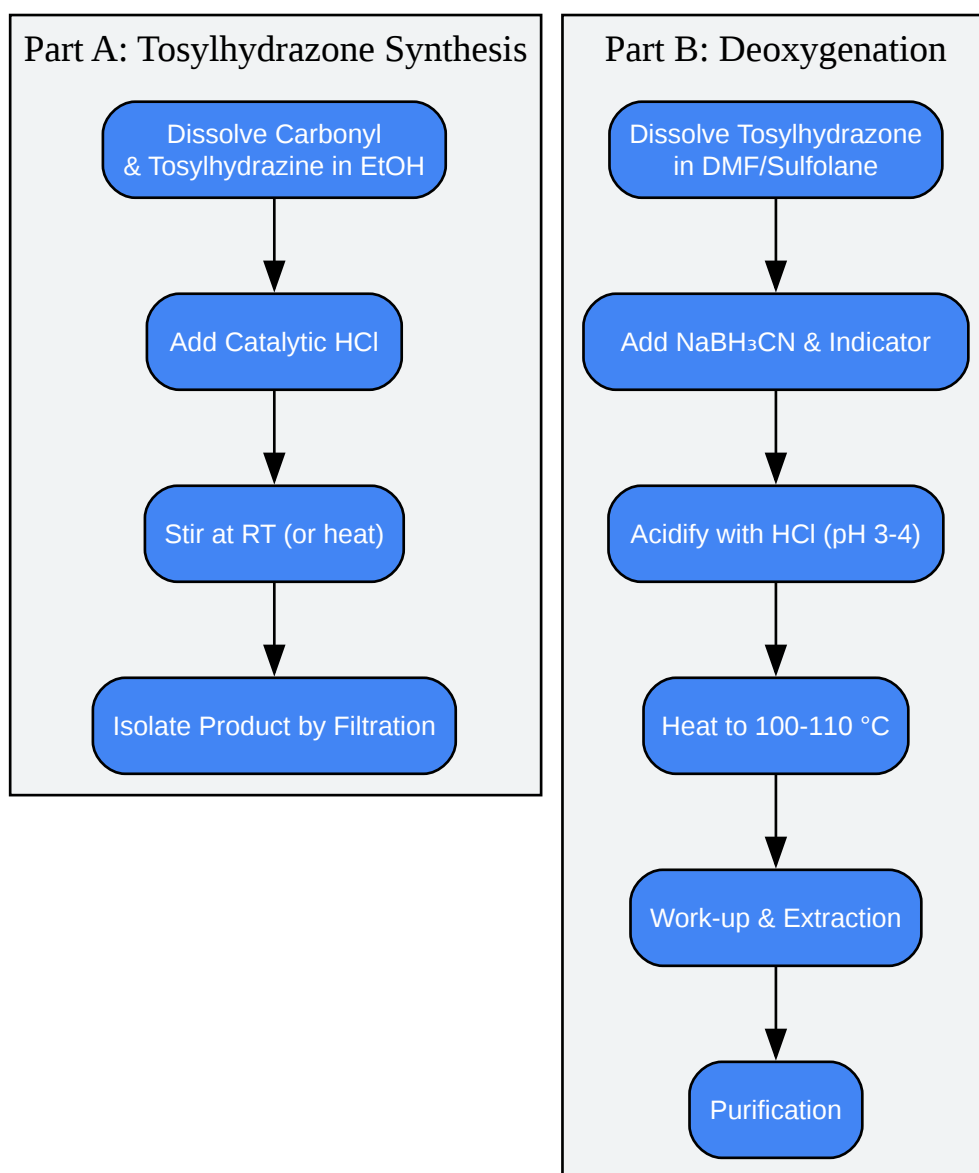 Part A: Tosylhydrazone Synthesis
Dissolve Carbonyl
& Tosylhydrazine in EtOH
Add Catalytic HCl
Stir at RT (or heat)
Isolate Product by Filtration
Part B: Deoxygenation
Dissolve Tosylhydrazone
in DMF/Sulfolane
Add NaBH₃CN & Indicator
Acidify with HCl (pH 3-4)
Heat to 100-110 °C
Work-up & Extraction
Purification